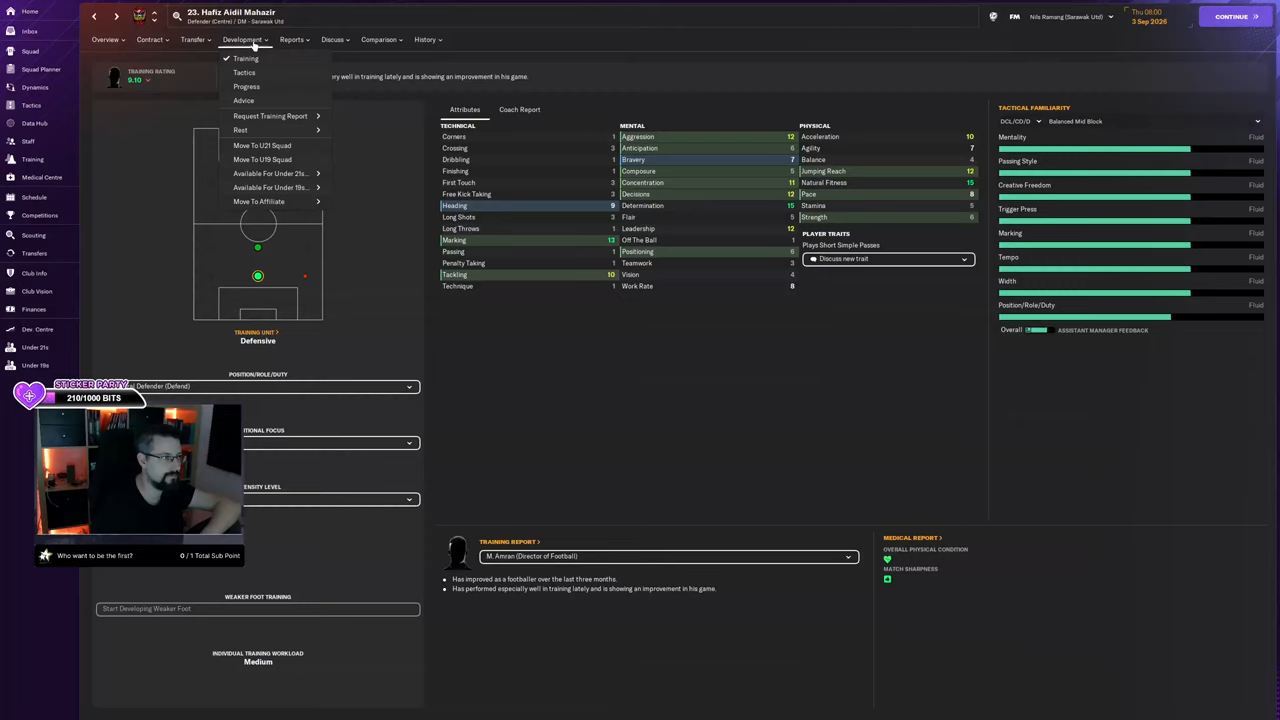 23. Hafiz Aidil Mahazir
Defender (Centre) / DM - Sarawak Utd
FM
Nils Ramang (Sarawak Utd)
Thu 08:00
3 Sep 2026
CONTINUE
Home
Inbox
Squad
Squad Planner
Dynamics
Tactics
Data Hub
Staff
Training
Medical Centre
Schedule
Competitions
Scouting
Transfers
Club Info
Club Vision
Finances
Dev. Centre
Under 21s
Under 19s
Overview
Contract
Transfer
Development
Reports
Discuss
Comparison
History
Training
Tactics
Progress
Advice
Request Training Report
Rest
Move To U21 Squad
Move To U19 Squad
Available For Under 21s...
Available For Under 19s...
Move To Affiliate
TRAINING RATING
9.10
ry well in training lately and is showing an improvement in his game.
TRAINING UNIT
Defensive
POSITION/ROLE/DUTY
al Defender (Defend)
ITIONAL FOCUS
ENSITY LEVEL
WEAKER FOOT TRAINING
Start Developing Weaker Foot
INDIVIDUAL TRAINING WORKLOAD
Medium
Attributes
Coach Report
TECHNICAL
Corners 1
Crossing 3
Dribbling 1
Finishing 1
First Touch 3
Free Kick Taking 3
Heading 9
Long Shots 3
Long Throws 1
Marking 13
Passing 1
Penalty Taking 1
Tackling 10
Technique 1
MENTAL
Aggression 12
Anticipation 6
Bravery 7
Composure 5
Concentration 11
Decisions 12
Determination 15
Flair 5
Leadership 12
Off The Ball 1
Positioning 6
Teamwork 3
Vision 4
Work Rate 8
PHYSICAL
Acceleration 10
Agility 7
Balance 4
Jumping Reach 12
Natural Fitness 15
Pace 8
Stamina 5
Strength 6
PLAYER TRAITS
Plays Short Simple Passes
Discuss new trait
TACTICAL FAMILIARITY
DCL/CD/D
Balanced Mid Block
Mentality Fluid
Passing Style Fluid
Creative Freedom Fluid
Trigger Press Fluid
Marking Fluid
Tempo Fluid
Width Fluid
Position/Role/Duty Fluid
Overall
ASSISTANT MANAGER FEEDBACK
TRAINING REPORT
M. Amran (Director of Football)
Has improved as a footballer over the last three months.
Has performed especially well in training lately and is showing an improvement in his game.
MEDICAL REPORT
OVERALL PHYSICAL CONDITION
MATCH SHARPNESS
STICKER PARTY
210/1000 BITS
Who want to be the first?
0 / 1 Total Sub Point